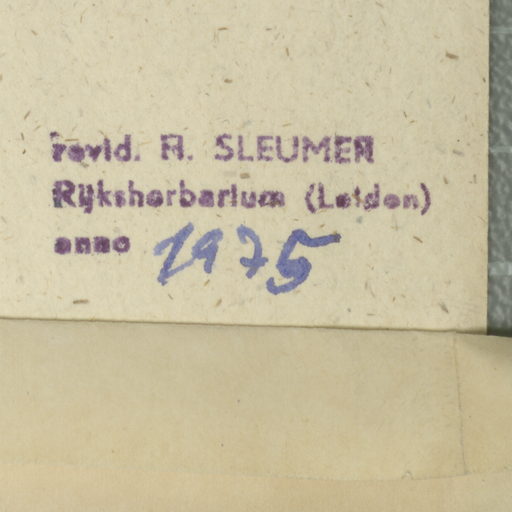 revid. H. SLEUMER
Rijksherbarium (Leiden)
anno 1975